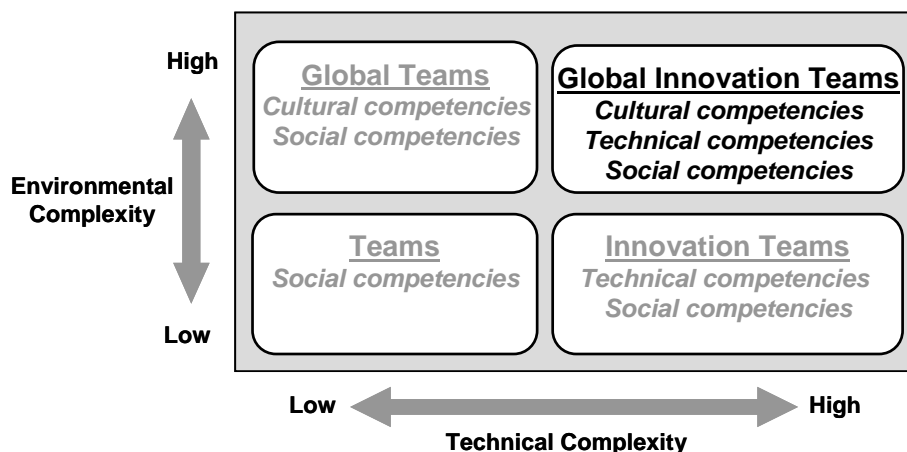 High
Environmental
Complexity
Low
Global Teams
Cultural competencies
Social competencies
Global Innovation Teams
Cultural competencies
Technical competencies
Social competencies
Teams
Social competencies
Innovation Teams
Technical competencies
Social competencies
Low
High
Technical Complexity